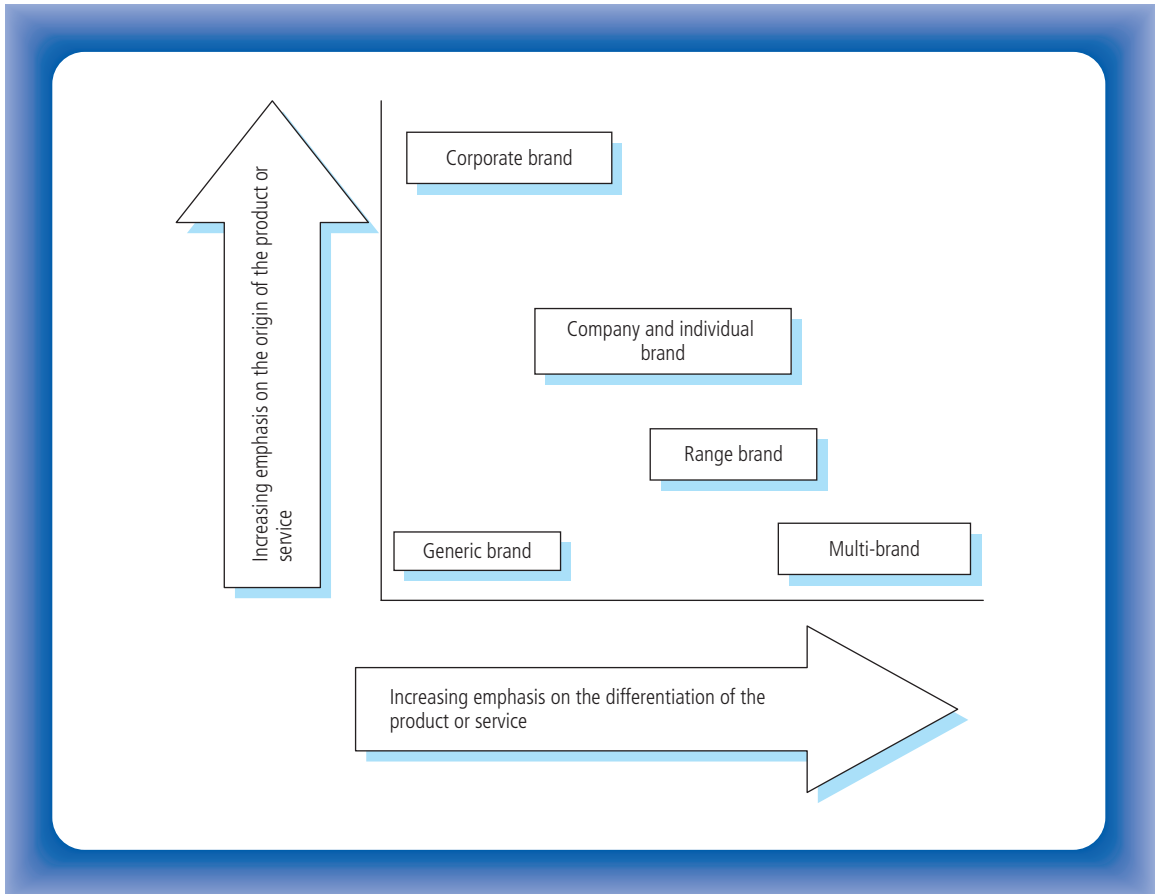 Increasing emphasis on the origin of the product or
service
Corporate brand
Company and individual
brand
Range brand
Generic brand
Multi-brand
Increasing emphasis on the differentiation of the
product or service